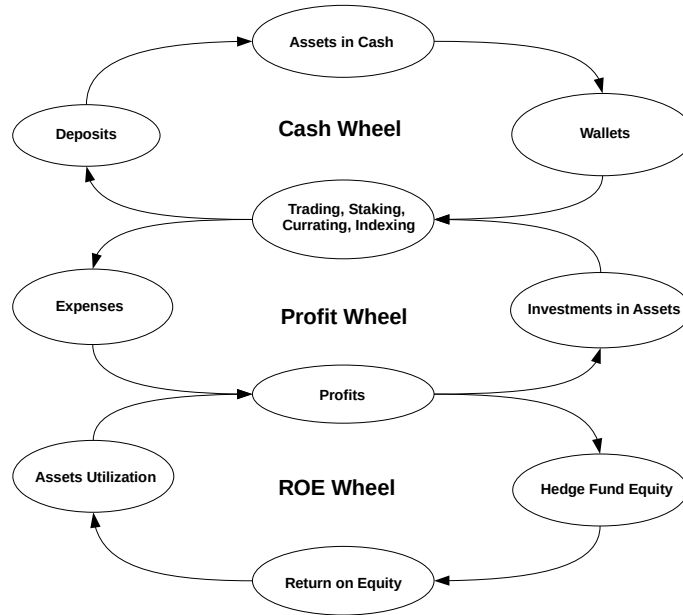 Assets in Cash
Deposits
Cash Wheel
Wallets
Trading, Staking,
Currating, Indexing
Expenses
Profit Wheel
Investments in Assets
Profits
Assets Utilization
ROE Wheel
Hedge Fund Equity
Return on Equity